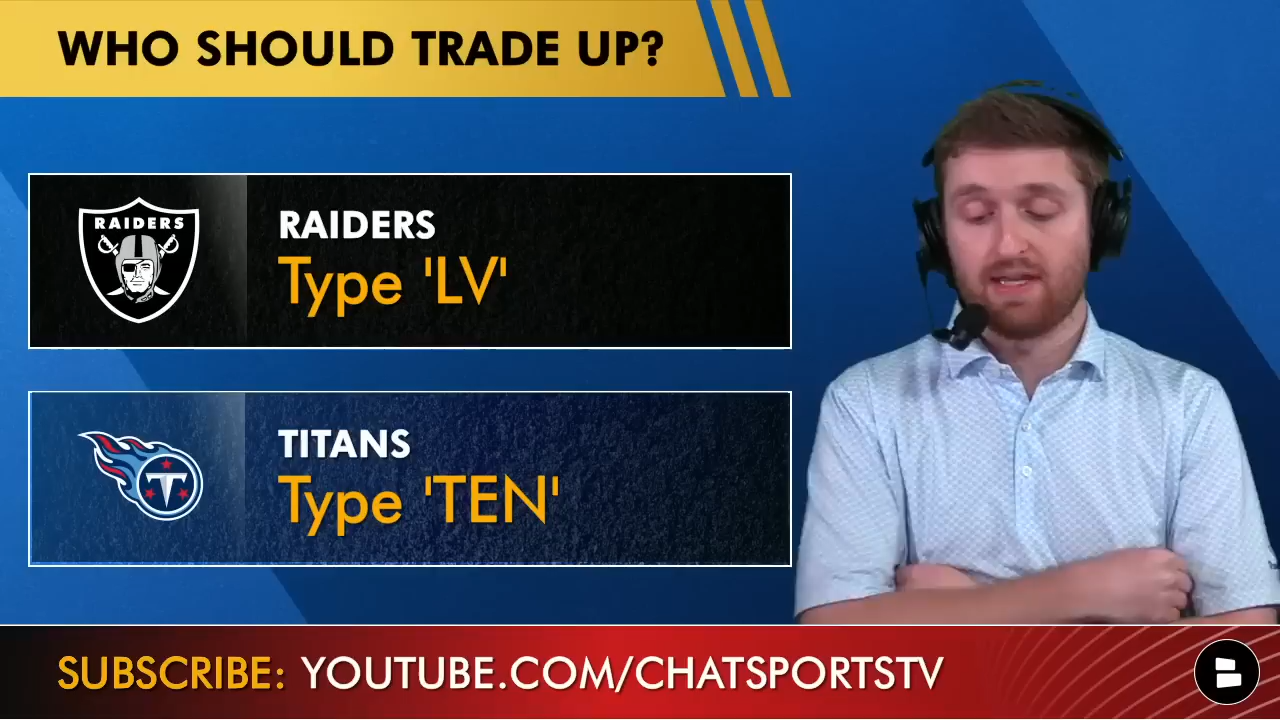 WHO SHOULD TRADE UP?
RAIDERS
RAIDERS
Type 'LV'
T
TITANS
Type 'TEN'
SUBSCRIBE: YOUTUBE.COM/CHATSPORTSTV